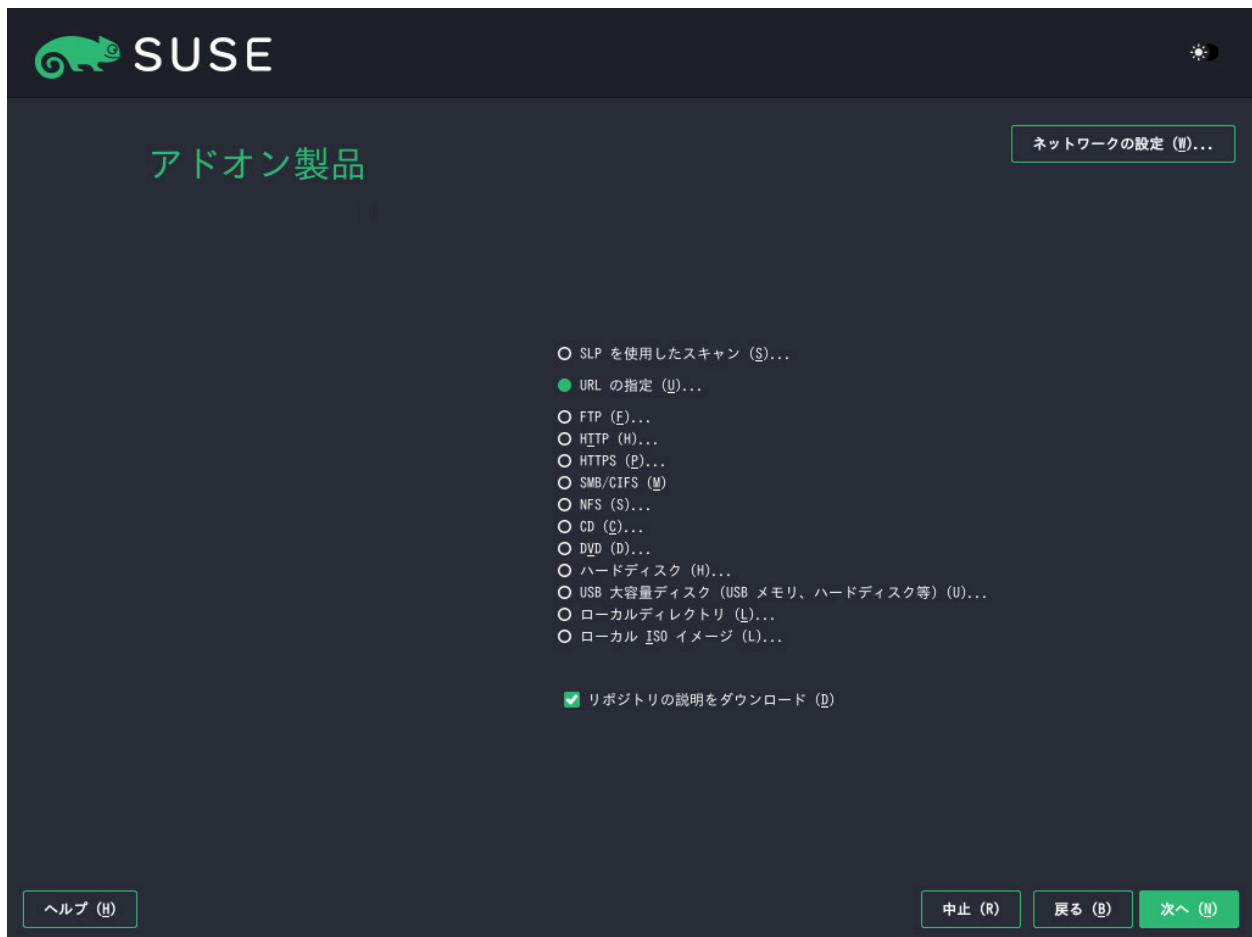 SUSE
ネットワークの設定 (W)...
アドオン製品
SLP を使用したスキャン (S)...
URL の指定 (U)...
FTP (F)...
HTTP (H)...
HTTPS (P)...
SMB/CIFS (M)
NFS (S)...
CD (C)...
DVD (D)...
ハードディスク (H)...
USB 大容量ディスク (USB メモリ、ハードディスク等) (U)...
ローカルディレクトリ (L)...
ローカル ISO イメージ (L)...
リポジトリの説明をダウンロード (D)
ヘルプ (H) 中止 (R) 戻る (B) 次へ (N)